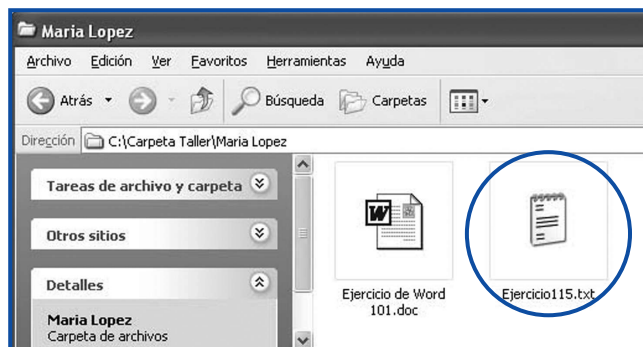 Maria Lopez
Archivo Edición Ver Favoritos Herramientas Ayuda
Atrás Búsqueda Carpetas
Dirección C:\Carpeta Taller\Maria Lopez
Tareas de archivo y carpeta
Otros sitios
Detalles
Maria Lopez
Carpeta de archivos
W
Ejercicio de Word
101.doc
Ejercicio115.txt